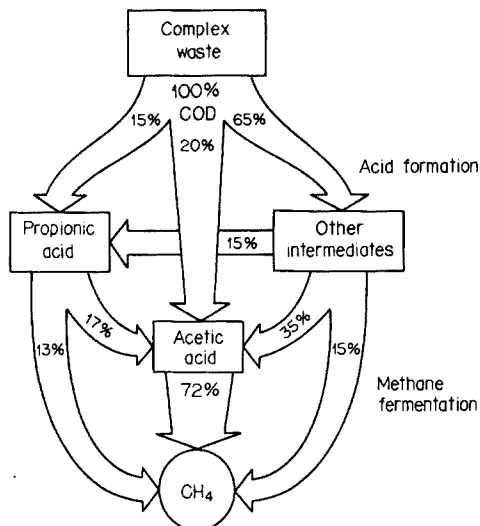 Complex
waste
100%
COD
15%
65%
20%
Acid formation
Propionic
acid
15%
Other
intermediates
17%
35%
13%
Acetic
acid
15%
72%
Methane
fermentation
CH₄